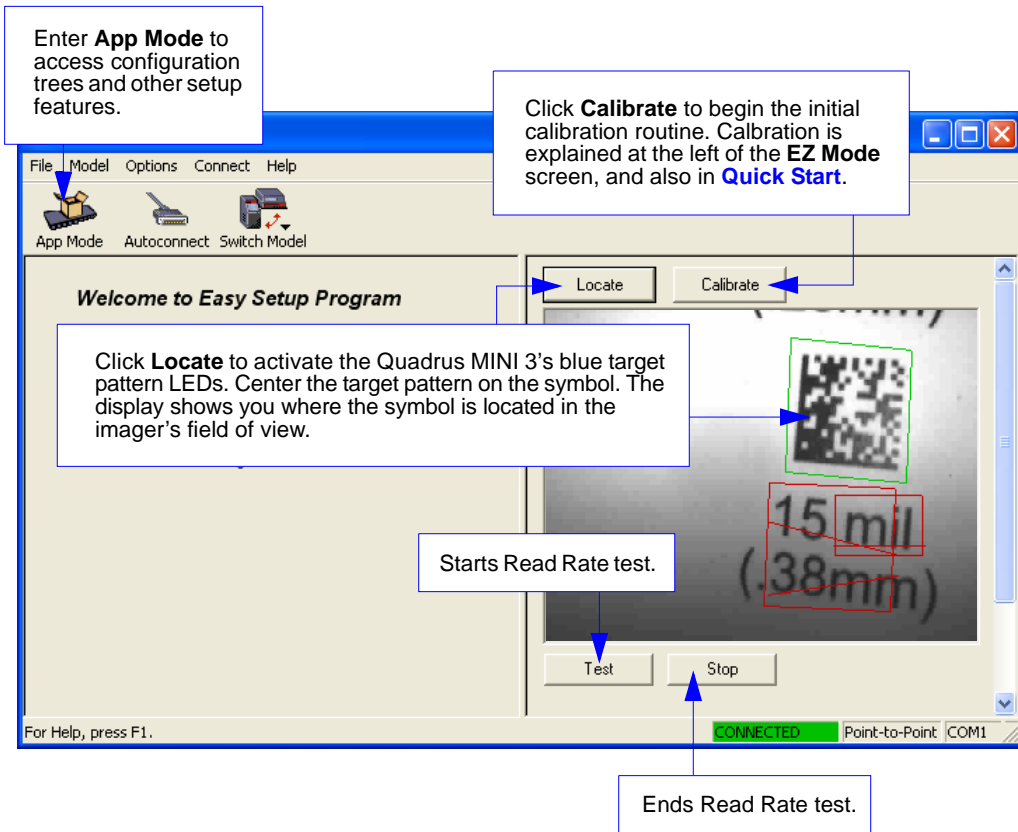 Enter App Mode to
access configuration
trees and other setup
features.
Click Calibrate to begin the initial
calibration routine. Calbration is
explained at the left of the EZ Mode
screen, and also in Quick Start.
File Model Options Connect Help
App Mode Autoconnect Switch Model
Welcome to Easy Setup Program
Locate Calibrate
Click Locate to activate the Quadrus MINI 3's blue target
pattern LEDs. Center the target pattern on the symbol. The
display shows you where the symbol is located in the
imager's field of view.
15 mil
(.38mm)
Starts Read Rate test.
Test Stop
For Help, press F1.
CONNECTED Point-to-Point COM1
Ends Read Rate test.